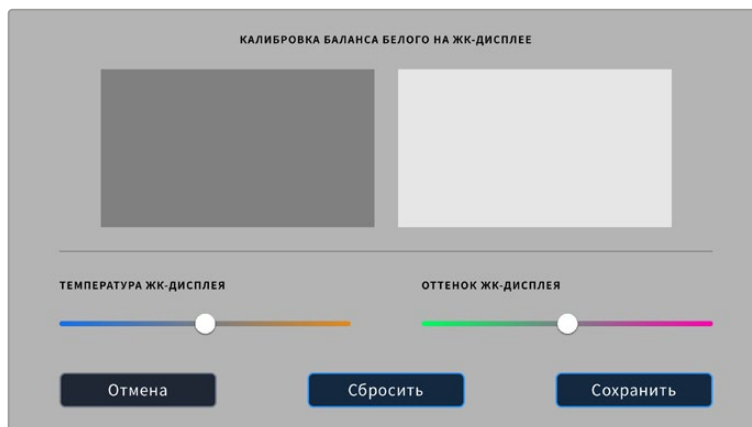 КАЛИБРОВКА БАЛАНСА БЕЛОГО НА ЖК-ДИСПЛЕЕ
ТЕМПЕРАТУРА ЖК-ДИСПЛЕЯ
ОТТЕНОК ЖК-ДИСПЛЕЯ
Отмена
Сбросить
Сохранить